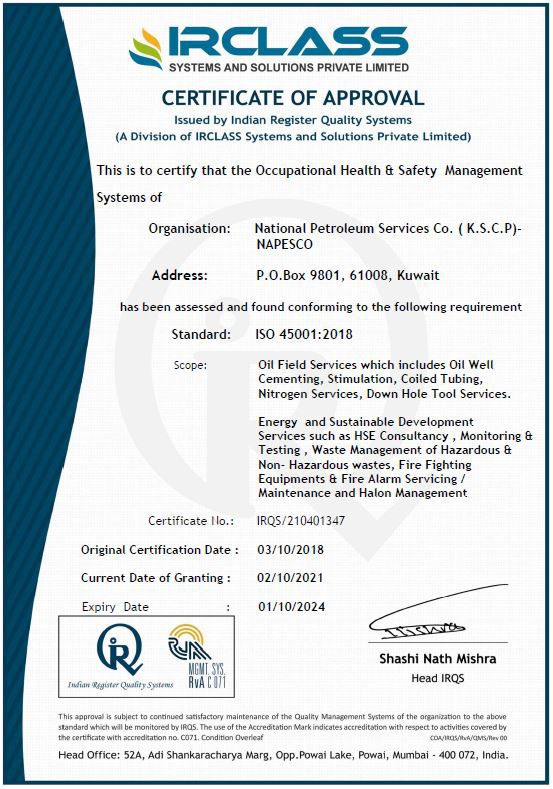 IRCLASS
SYSTEMS AND SOLUTIONS PRIVATE LIMITED
CERTIFICATE OF APPROVAL
Issued by Indian Register Quality Systems
(A Division of IRCLASS Systems and Solutions Private Limited)
This is to certify that the Occupational Health & Safety Management
Systems of
Organisation: National Petroleum Services Co. ( K.S.C.P)-
NAPESCO
Address: P.O.Box 9801, 61008, Kuwait
has been assessed and found conforming to the following requirement
Standard: ISO 45001:2018
Scope: Oil Field Services which includes Oil Well
Cementing, Stimulation, Coiled Tubing,
Nitrogen Services, Down Hole Tool Services.
Energy and Sustainable Development
Services such as HSE Consultancy , Monitoring &
Testing , Waste Management of Hazardous &
Non- Hazardous wastes, Fire Fighting
Equipments & Fire Alarm Servicing /
Maintenance and Halon Management
Certificate No.: IRQS/210401347
Original Certification Date : 03/10/2018
Current Date of Granting : 02/10/2021
Expiry Date : 01/10/2024
IRQ
Indian Register Quality Systems
RvA
MGMT. SYS.
RvA C 071
Mishra
Shashi Nath Mishra
Head IRQS
This approval is subject to continued satisfactory maintenance of the Quality Management Systems of the organization to the above
standard which will be monitored by IRQS. The use of the Accreditation Mark indicates accreditation with respect to activities covered by
the certificate with accreditation no. C071. Condition Overleaf
COA/IRQS/RvA/QMS/Rev 00
Head Office: 52A, Adi Shankaracharya Marg, Opp.Powai Lake, Powai, Mumbai - 400 072, India.